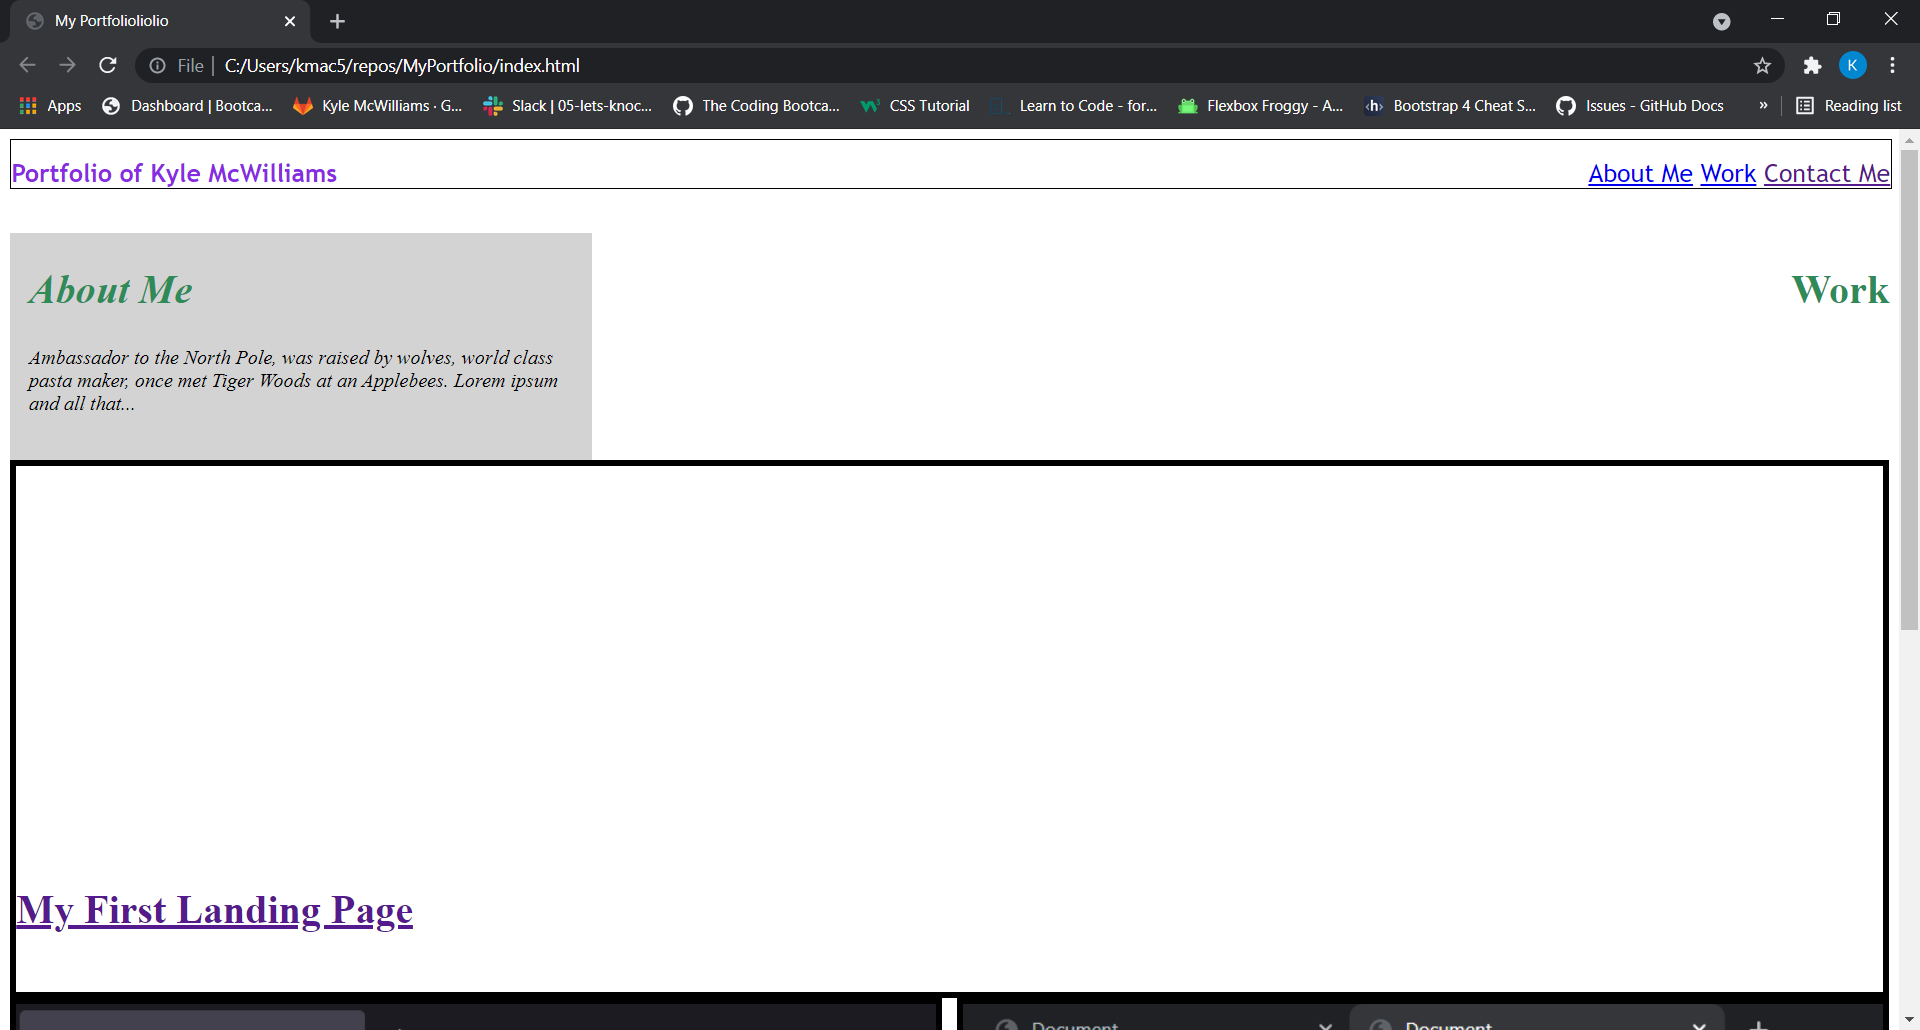 My Portfolioliolio
File | C:/Users/kmac5/repos/MyPortfolio/index.html
K
Apps
Dashboard | Bootca...
Kyle McWilliams · G...
Slack | 05-lets-knoc...
The Coding Bootca...
CSS Tutorial
Learn to Code - for...
Flexbox Froggy - A...
Bootstrap 4 Cheat S...
Issues - GitHub Docs
»
Reading list
Portfolio of Kyle McWilliams
About Me Work Contact Me
About Me
Work
Ambassador to the North Pole, was raised by wolves, world class
pasta maker, once met Tiger Woods at an Applebees. Lorem ipsum
and all that...
My First Landing Page
Document
Document